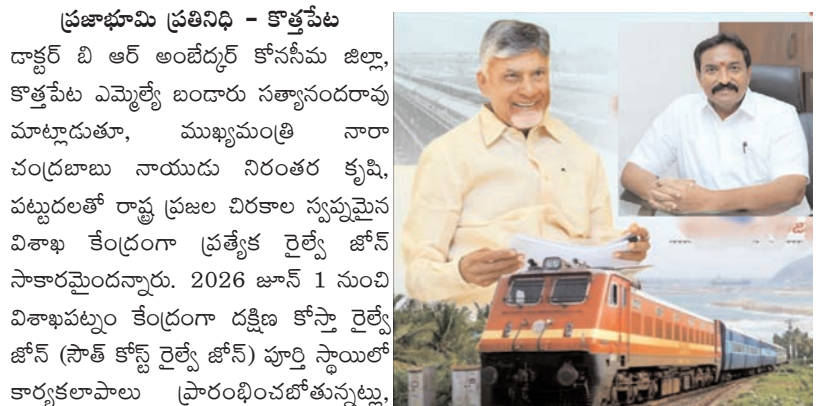 ప్రజాభూమి ప్రతినిధి - కొత్తపేట
డాక్టర్ బి ఆర్ అంబేద్కర్ కోనసీమ జిల్లా,
కొత్తపేట ఎమ్మెల్యే బండారు సత్యానందరావు
మాట్లాడుతూ, ముఖ్యమంత్రి నారా
చంద్రబాబు నాయుడు నిరంతర కృషి,
పట్టుదలతో రాష్ట్ర ప్రజల చిరకాల స్వప్నమైన
విశాఖ కేంద్రంగా ప్రత్యేక రైల్వే జోన్
సాకారమైందన్నారు. 2026 జూన్ 1 నుంచి
విశాఖపట్నం కేంద్రంగా దక్షిణ కోస్తా రైల్వే
జోన్ (సౌత్ కోస్ట్ రైల్వే జోన్) పూర్తి స్థాయిలో
కార్యకలాపాలు ప్రారంభించబోతున్నట్లు,